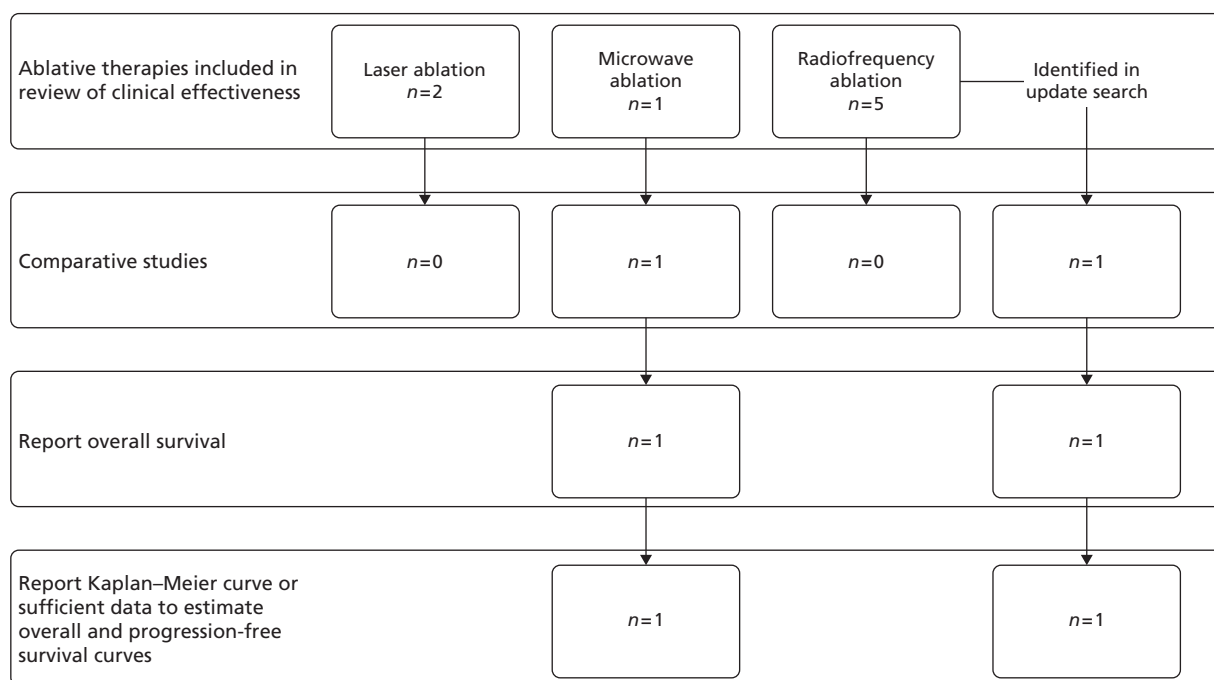 Ablative therapies included in
review of clinical effectiveness
Laser ablation
n=2
Microwave
ablation
n=1
Radiofrequency
ablation
n=5
Identified in
update search
Comparative studies
n=0
n=1
n=0
n=1
Report overall survival
n=1
n=1
Report Kaplan–Meier curve or
sufficient data to estimate
overall and progression-free
survival curves
n=1
n=1